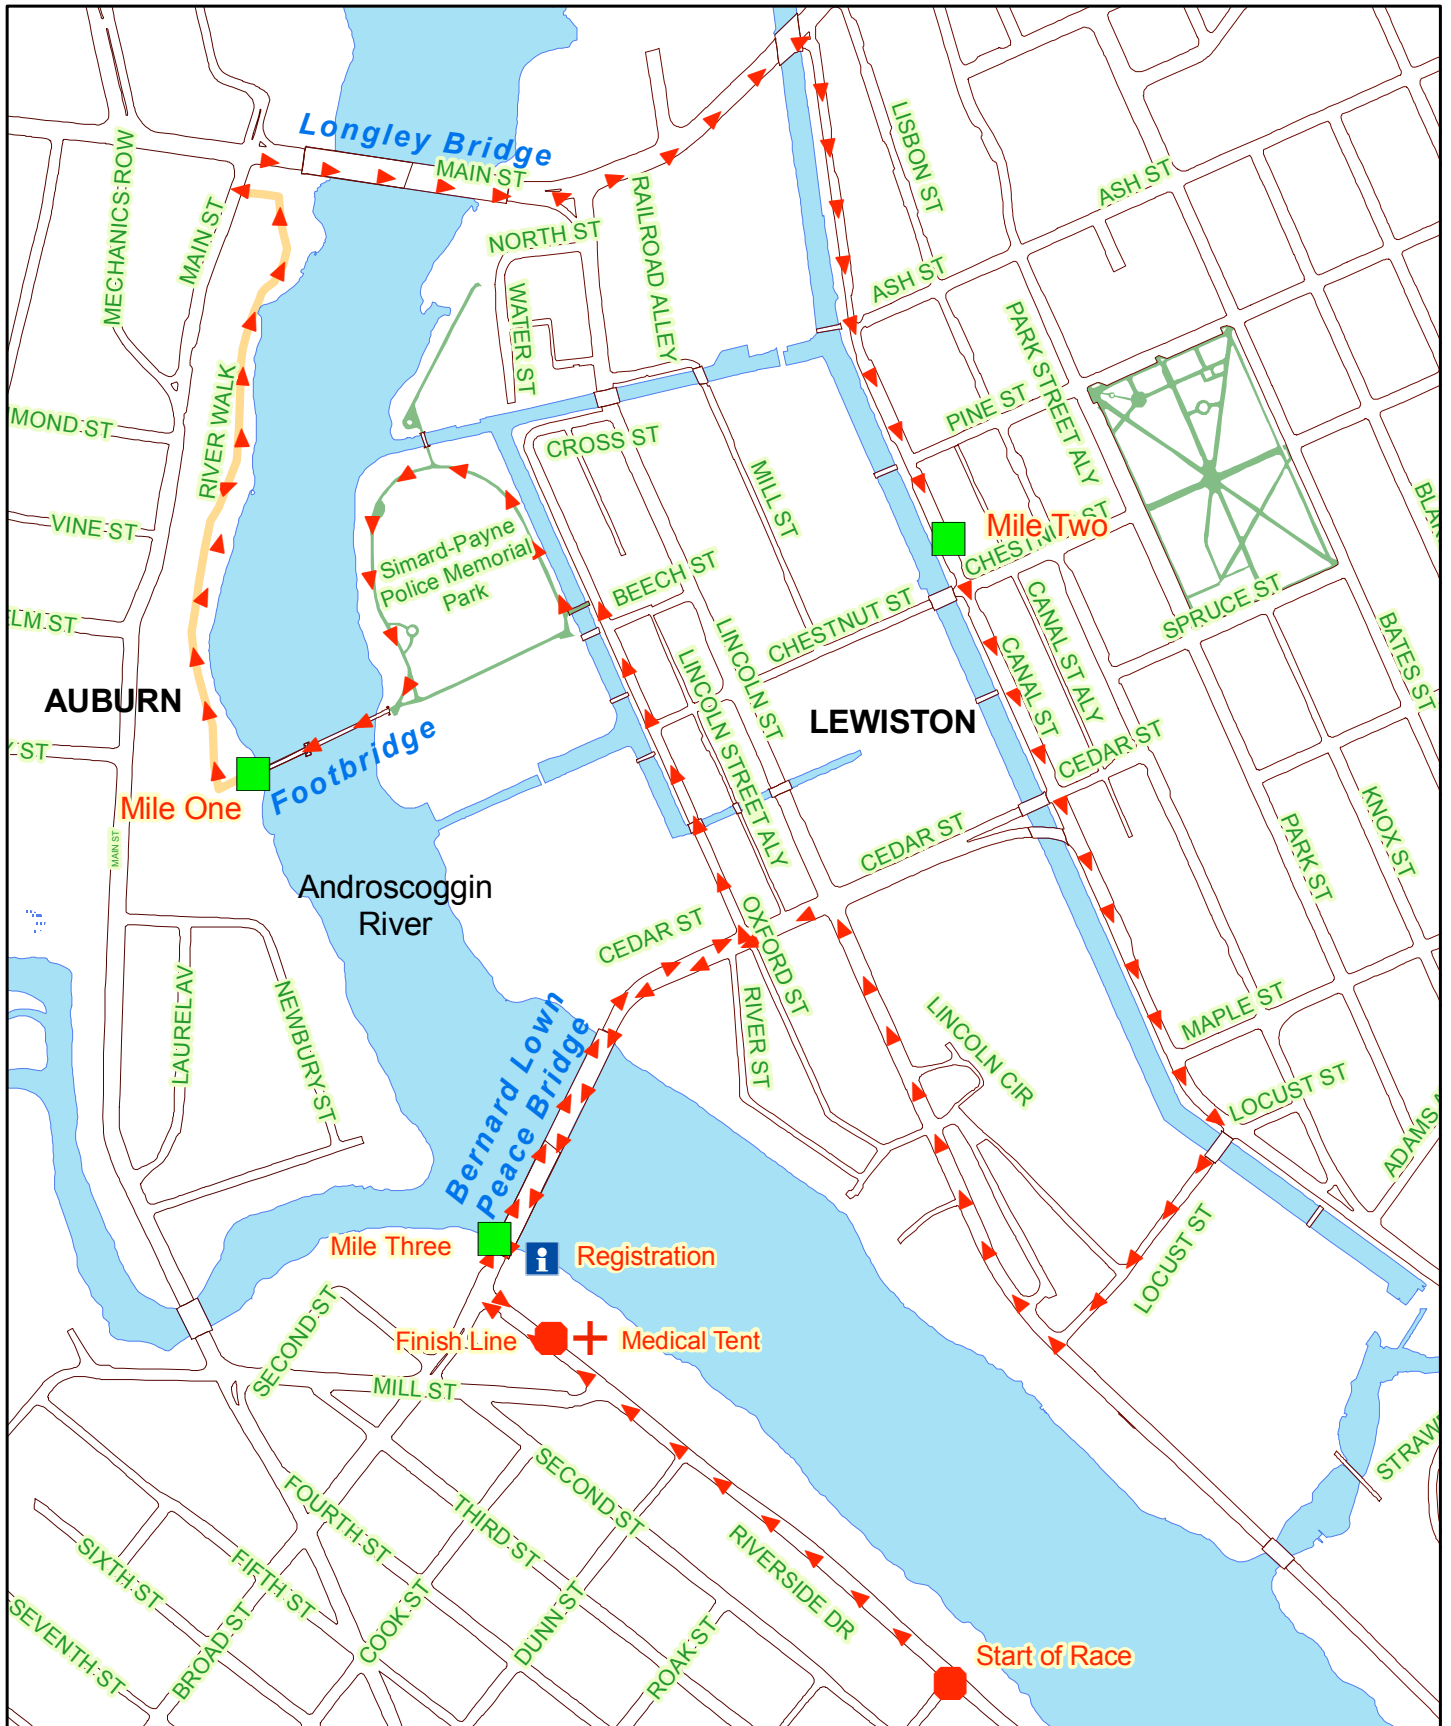 Longley Bridge
MAIN ST
MECHANICS ROW
MAIN ST
NORTH ST
RAILROAD ALLEY
LISBON ST
ASH ST
ASH ST
WATER ST
PARK STREET ALY
PINE ST
RIVER WALK
CROSS ST
MILL ST
VINE ST
Simard-Payne
Police Memorial
Park
Mile Two
CHESTNUT ST
BEECH ST
CHESTNUT ST
SPRUCE ST
CANAL ST ALY
CANAL ST
BATES ST
LINCOLN ST
LINCOLN STREET ALY
AUBURN
LEWISTON
Footbridge
CEDAR ST
Mile One
MAIN ST
CEDAR ST
KNOX ST
PARK ST
Androscoggin
River
CEDAR ST
OXFORD ST
LAUREL AV
NEWBURY ST
Bernard Lown
Peace Bridge
RIVER ST
LINCOLN CIR
MAPLE ST
LOCUST ST
LOCUST ST
Mile Three
Registration
SECOND ST
Finish Line
Medical Tent
MILL ST
SECOND ST
THIRD ST
FOURTH ST
FIFTH ST
SIXTH ST
SEVENTH ST
BROAD ST
COOK ST
DUNN ST
ROAK ST
RIVERSIDE DR
Start of Race
MOND ST
LM ST
ST
BLA
ADAMS
STRAW